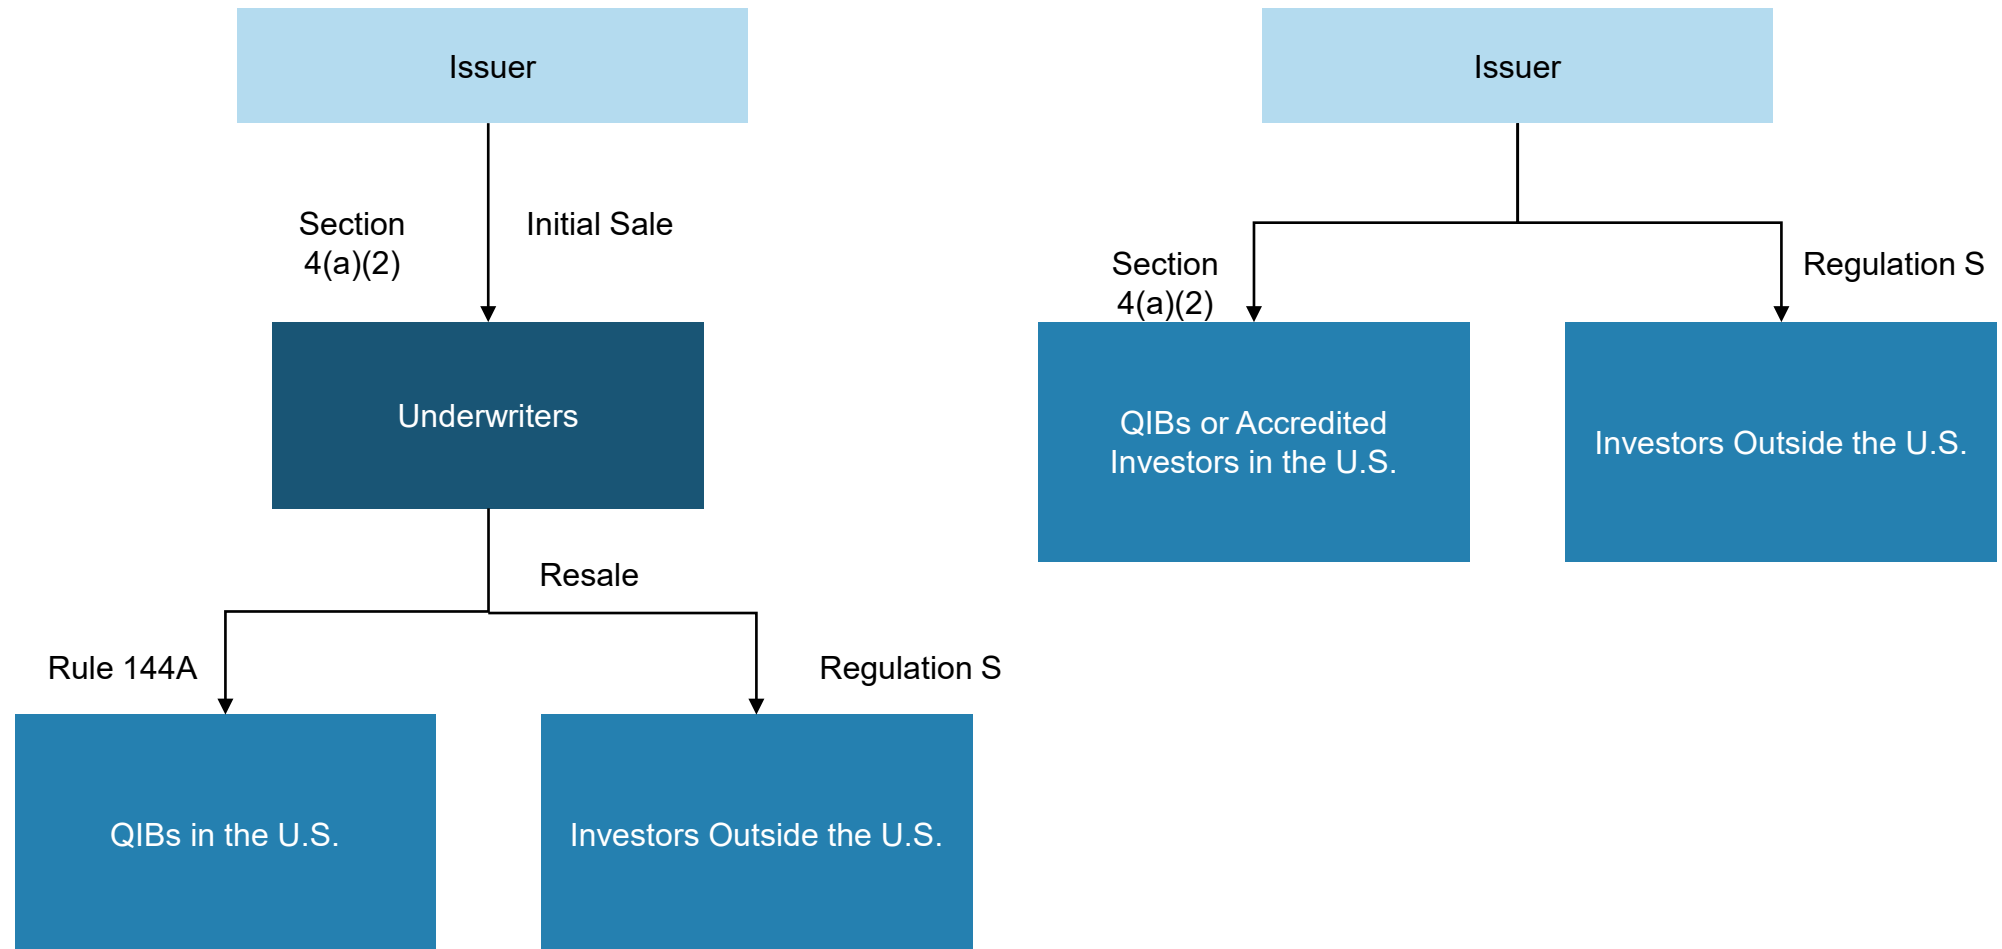 Issuer
Section
4(a)(2)
Initial Sale
Underwriters
Resale
Rule 144A
Regulation S
QIBs in the U.S.
Investors Outside the U.S.
Issuer
Section
4(a)(2)
Regulation S
QIBs or Accredited
Investors in the U.S.
Investors Outside the U.S.